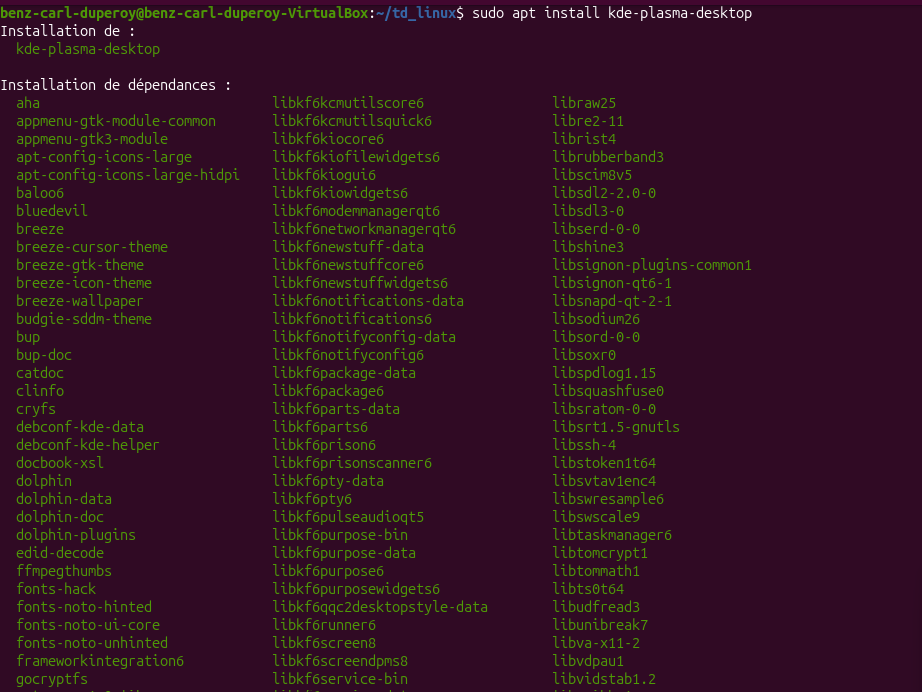 benz-carl-duperoy@benz-carl-duperoy-VirtualBox:~/td_linux$ sudo apt install kde-plasma-desktop
Installation de :
  kde-plasma-desktop

Installation de dépendances :
  aha                             libkf6kcmutilscore6                libraw25
  appmenu-gtk-module-common       libkf6kcmutilsquick6               libre2-11
  appmenu-gtk3-module             libkf6kiocore6                     librist4
  apt-config-icons-large          libkf6kiofilewidgets6              librubberband3
  apt-config-icons-large-hidpi    libkf6kiogui6                      libscim8v5
  baloo6                          libkf6kiowidgets6                  libsdl2-2.0-0
  bluedevil                       libkf6modemmanagerqt6              libsdl3-0
  breeze                          libkf6networkmanagerqt6            libserd-0-0
  breeze-cursor-theme             libkf6newstuff-data                libshine3
  breeze-gtk-theme                libkf6newstuffcore6                libsignon-plugins-common1
  breeze-icon-theme               libkf6newstuffwidgets6             libsignon-qt6-1
  breeze-wallpaper                libkf6notifications-data           libsnapd-qt-2-1
  budgie-sddm-theme               libkf6notifications6               libsodium26
  bup                             libkf6notifyconfig-data            libsord-0-0
  bup-doc                         libkf6notifyconfig6                libsoxr0
  catdoc                          libkf6package-data                 libspdlog1.15
  clinfo                          libkf6package6                     libsquashfuse0
  cryfs                           libkf6parts-data                   libsratom-0-0
  debconf-kde-data                libkf6parts6                       libsrt1.5-gnutls
  debconf-kde-helper              libkf6prison6                      libssh-4
  docbook-xsl                     libkf6prisonscanner6               libstoken1t64
  dolphin                         libkf6pty-data                     libsvtav1enc4
  dolphin-data                    libkf6pty6                         libswresample6
  dolphin-doc                     libkf6pulseaudioqt5                libswscale9
  dolphin-plugins                 libkf6purpose-bin                  libtaskmanager6
  edid-decode                     libkf6purpose-data                 libtomcrypt1
  ffmpegthumbs                    libkf6purpose6                     libtommath1
  fonts-hack                      libkf6purposewidgets6              libts0t64
  fonts-noto-hinted               libkf6qqc2desktopstyle-data        libudfread3
  fonts-noto-ui-core              libkf6runner6                      libunibreak7
  fonts-noto-unhinted             libkf6screen8                      libva-x11-2
  frameworkintegration6           libkf6screendpms8                  libvdpau1
  gocryptfs                       libkf6service-bin                  libvidstab1.2